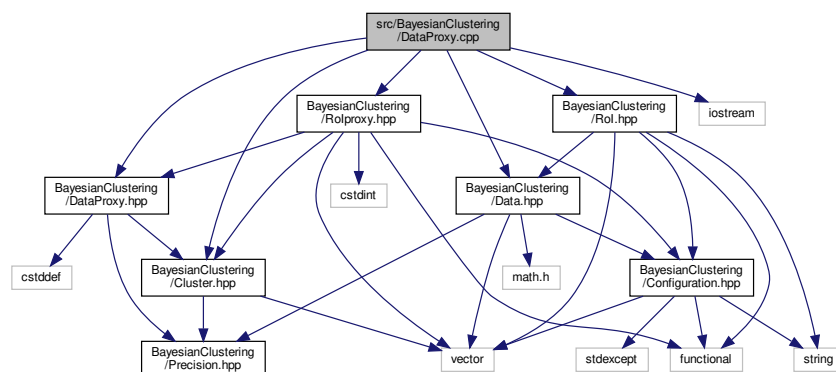 src/BayesianClustering
/DataProxy.cpp
BayesianClustering
/RoIproxy.hpp
BayesianClustering
/RoI.hpp
iostream
BayesianClustering
/DataProxy.hpp
cstdint
BayesianClustering
/Data.hpp
cstddef
BayesianClustering
/Cluster.hpp
math.h
BayesianClustering
/Configuration.hpp
BayesianClustering
/Precision.hpp
vector
stdexcept
functional
string